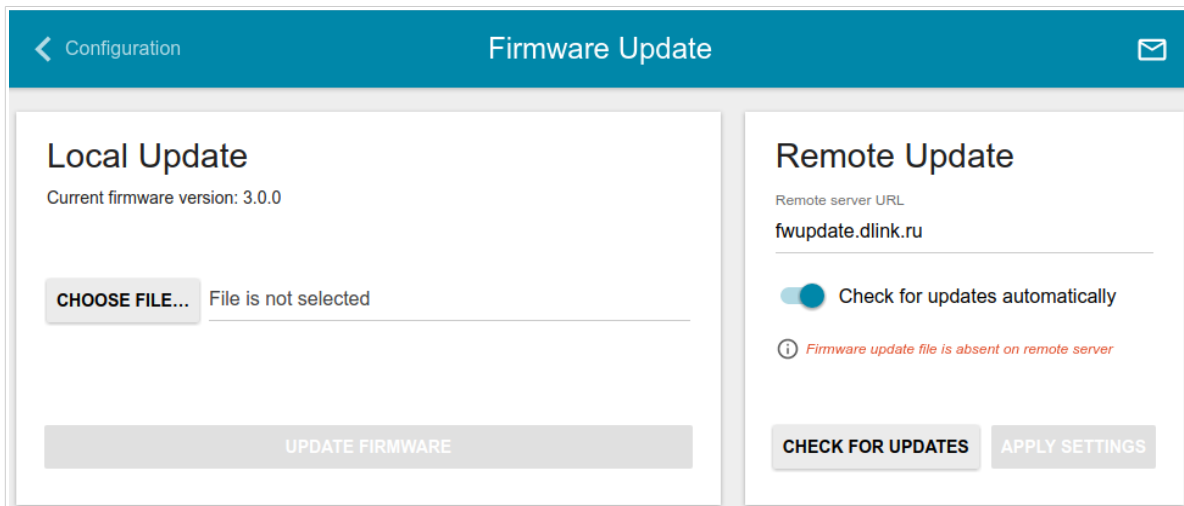 Configuration
Firmware Update
Local Update
Current firmware version: 3.0.0
CHOOSE FILE... File is not selected
UPDATE FIRMWARE
Remote Update
Remote server URL
fwupdate.dlink.ru
Check for updates automatically
Firmware update file is absent on remote server
CHECK FOR UPDATES APPLY SETTINGS